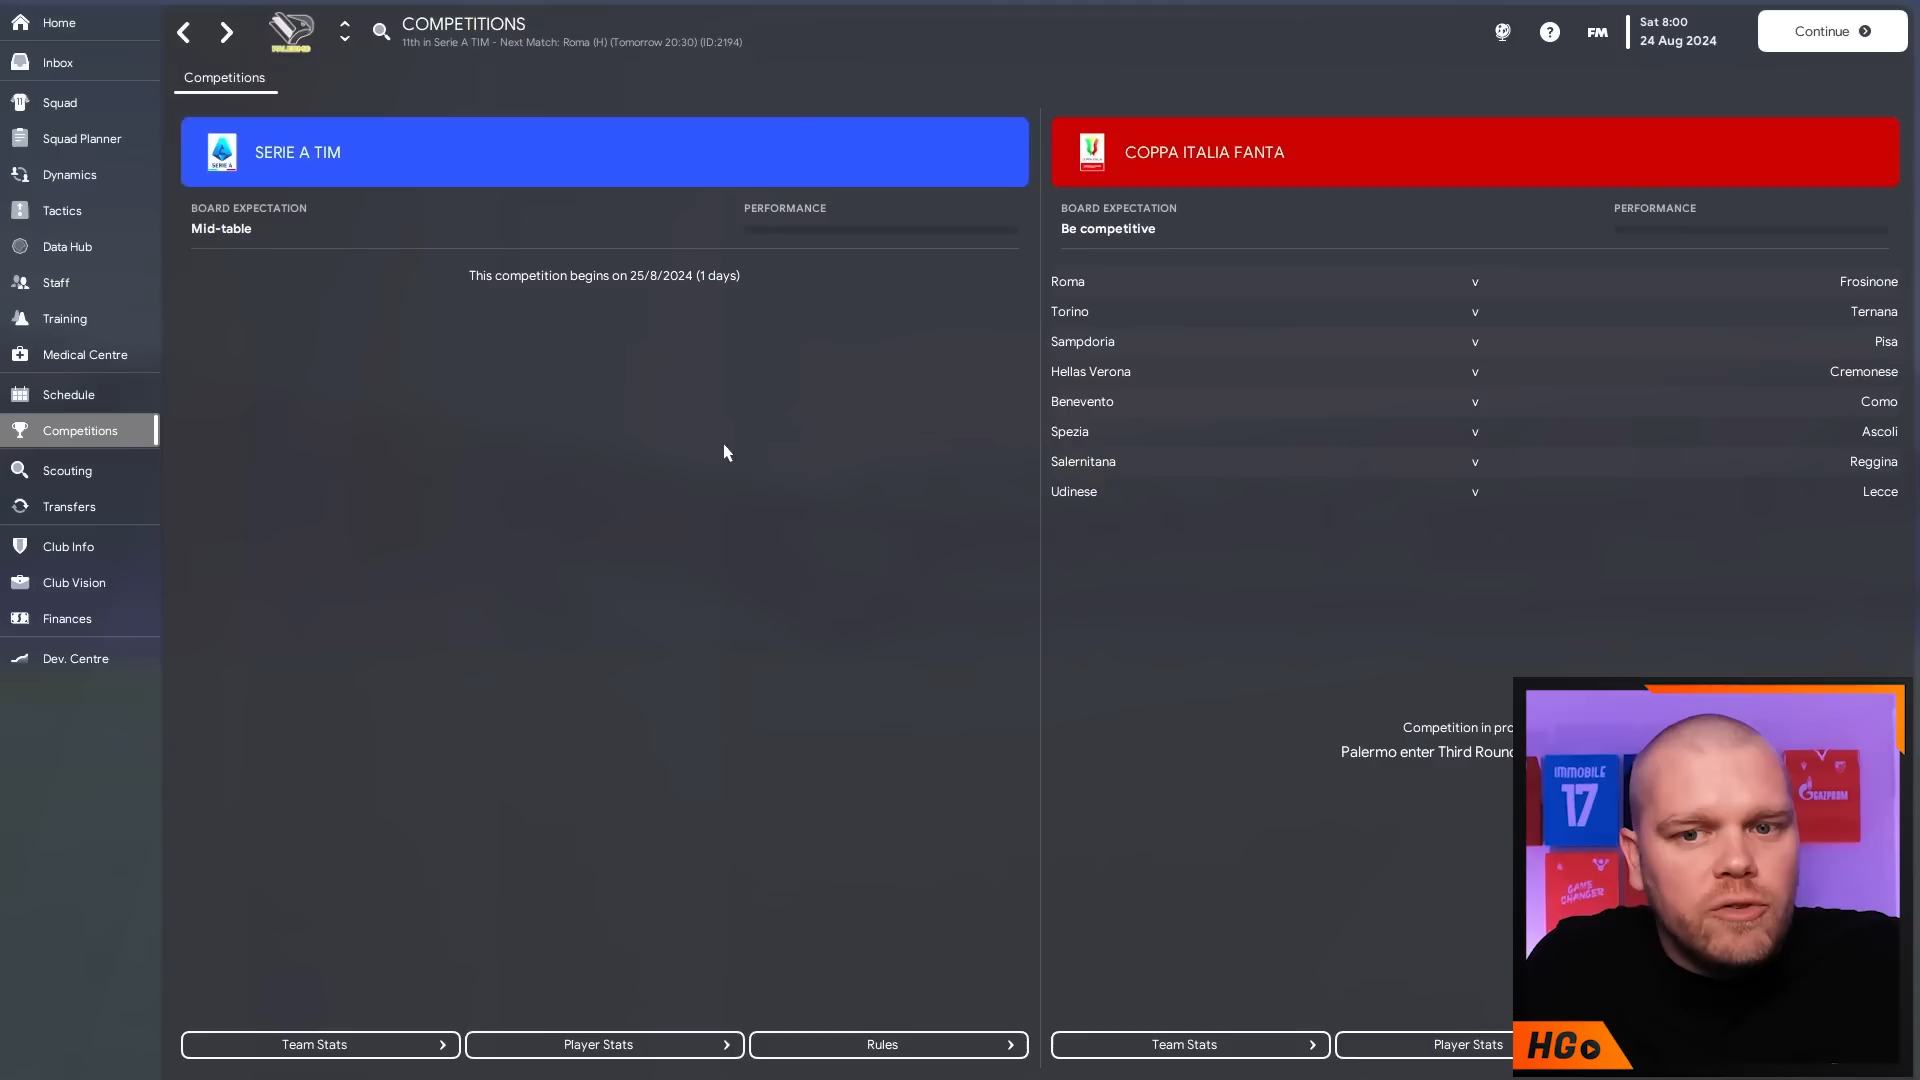 Home
Inbox
Squad
Squad Planner
Dynamics
Tactics
Data Hub
Staff
Training
Medical Centre
Schedule
Competitions
Scouting
Transfers
Club Info
Club Vision
Finances
Dev. Centre
PALERMO
COMPETITIONS
11th in Serie A TIM - Next Match: Roma (H) (Tomorrow 20:30) (ID:2194)
?
FM
Sat 8:00
24 Aug 2024
Continue
Competitions
SERIE A
SERIE A TIM
BOARD EXPECTATION
Mid-table
PERFORMANCE
This competition begins on 25/8/2024 (1 days)
Team Stats
Player Stats
Rules
COPPA ITALIA FANTA
BOARD EXPECTATION
Be competitive
PERFORMANCE
Roma v Frosinone
Torino v Ternana
Sampdoria v Pisa
Hellas Verona v Cremonese
Benevento v Como
Spezia v Ascoli
Salernitana v Reggina
Udinese v Lecce
Competition in pro
Palermo enter Third Round
Team Stats
Player Stats
IMMOBILE
17
GAZPROM
GAME
CHANGER
HG